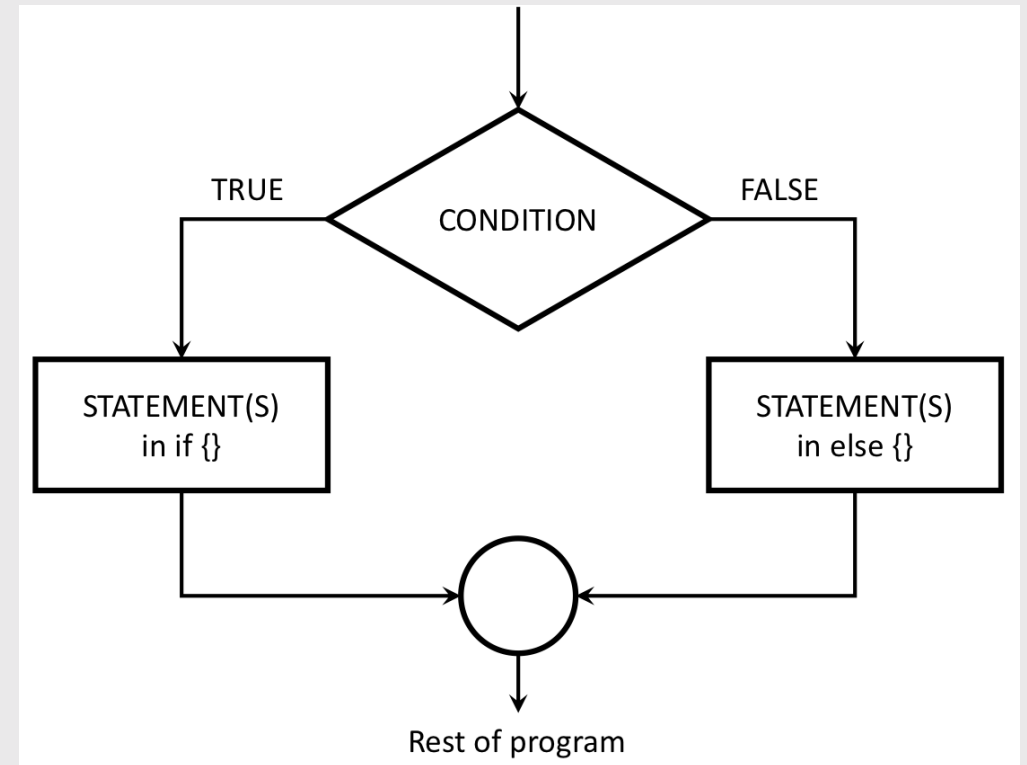 TRUE
FALSE
CONDITION
STATEMENT(S)
in if {}
STATEMENT(S)
in else {}
Rest of program